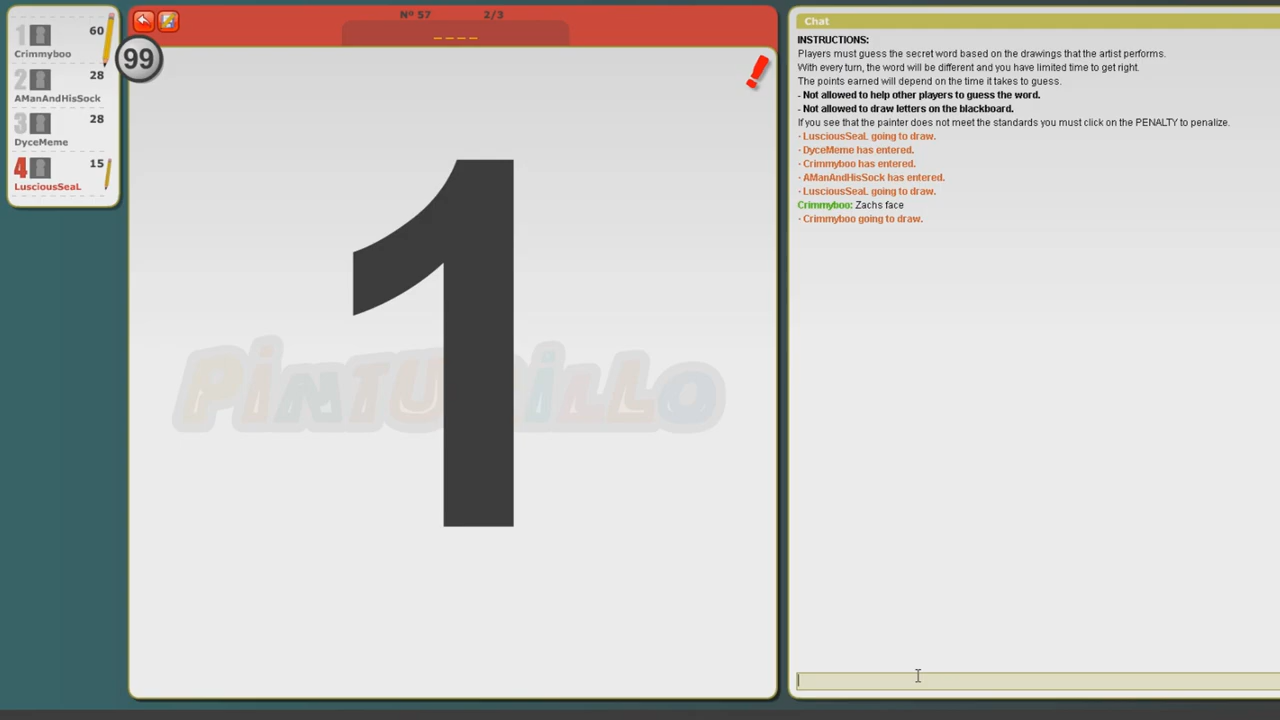 1
60
Crimmyboo
2
28
AManAndHisSock
3
28
DyceMeme
4
15
LusciousSeaL
99
Nº 57
2/3
_ _ _ _
1
PINTURILLO
Chat
INSTRUCTIONS:
Players must guess the secret word based on the drawings that the artist performs.
With every turn, the word will be different and you have limited time to get right.
The points earned will depend on the time it takes to guess.
- Not allowed to help other players to guess the word.
- Not allowed to draw letters on the blackboard.
If you see that the painter does not meet the standards you must click on the PENALTY to penalize.
· LusciousSeaL going to draw.
· DyceMeme has entered.
· Crimmyboo has entered.
· AManAndHisSock has entered.
· LusciousSeaL going to draw.
Crimmyboo: Zachs face
· Crimmyboo going to draw.